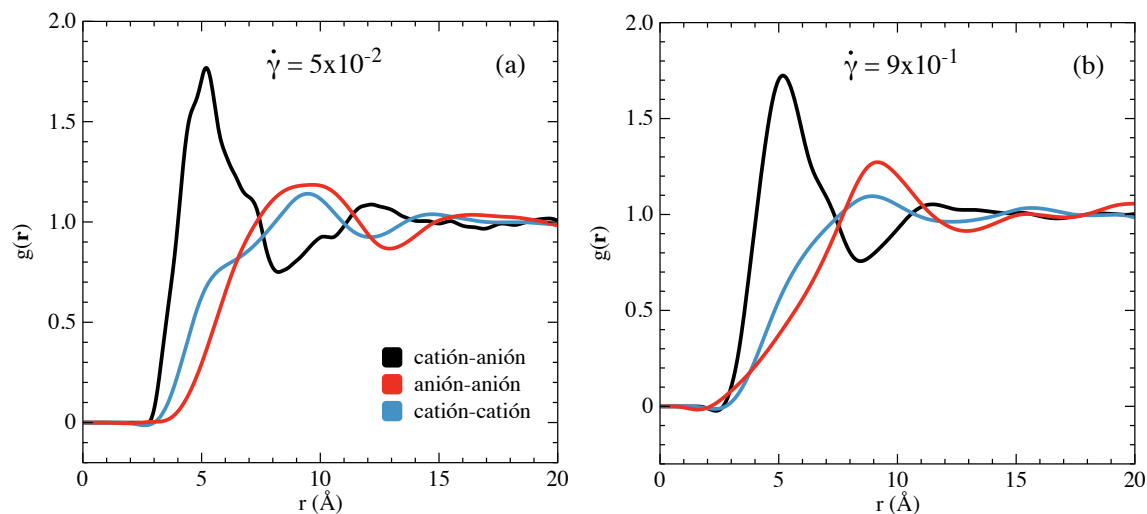 γ̇ = 5x10⁻²
(a)
2.0
1.5
1.0
0.5
0
g(r)
0 5 10 15 20
r (Å)
catión-anión
anión-anión
catión-catión
γ̇ = 9x10⁻¹
(b)
2.0
1.5
1.0
0.5
0
g(r)
0 5 10 15 20
r (Å)